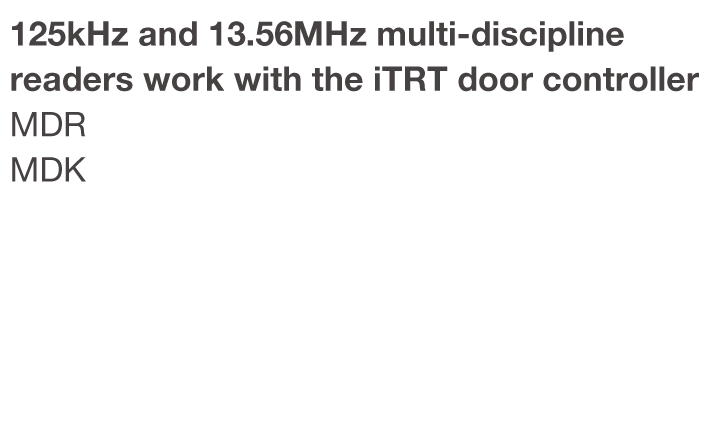 125kHz and 13.56MHz multi-discipline
readers work with the iTRT door controller
MDR
MDK